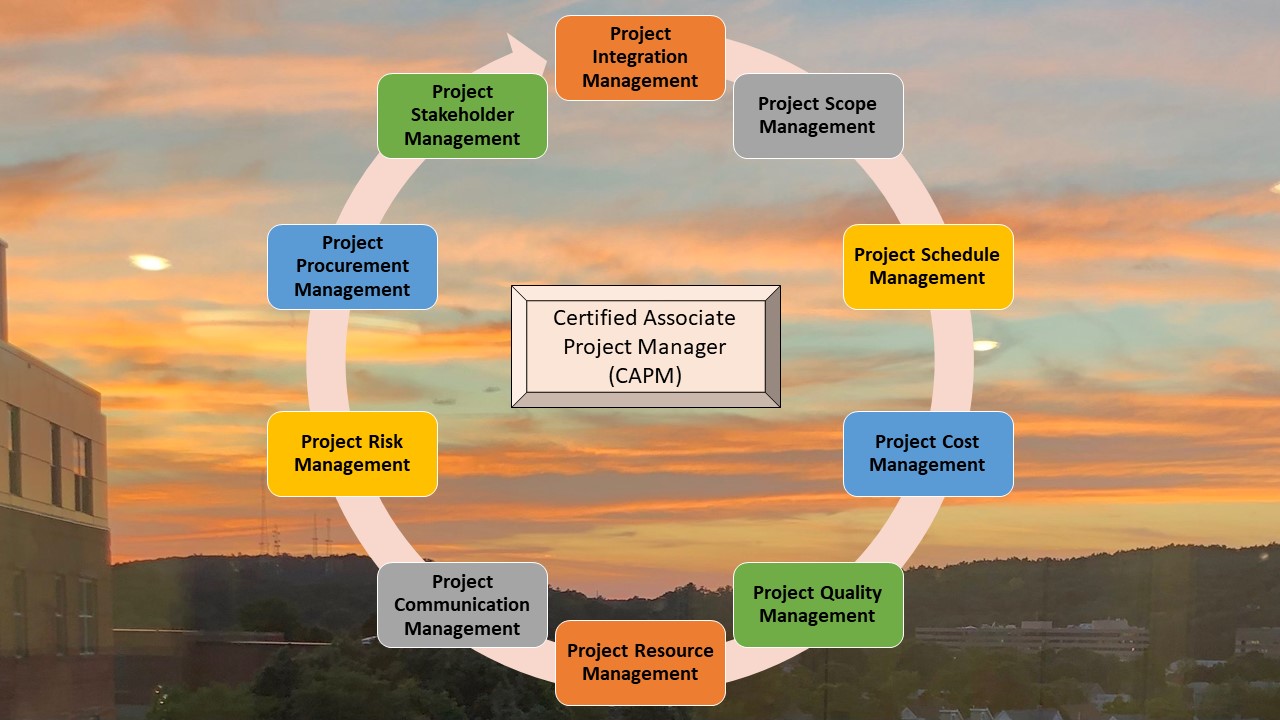 Project
Integration
Management
Project Scope
Management
Project Schedule
Management
Project Cost
Management
Project Quality
Management
Project Resource
Management
Project
Communication
Management
Project Risk
Management
Project
Procurement
Management
Project
Stakeholder
Management
Certified Associate
Project Manager
(CAPM)